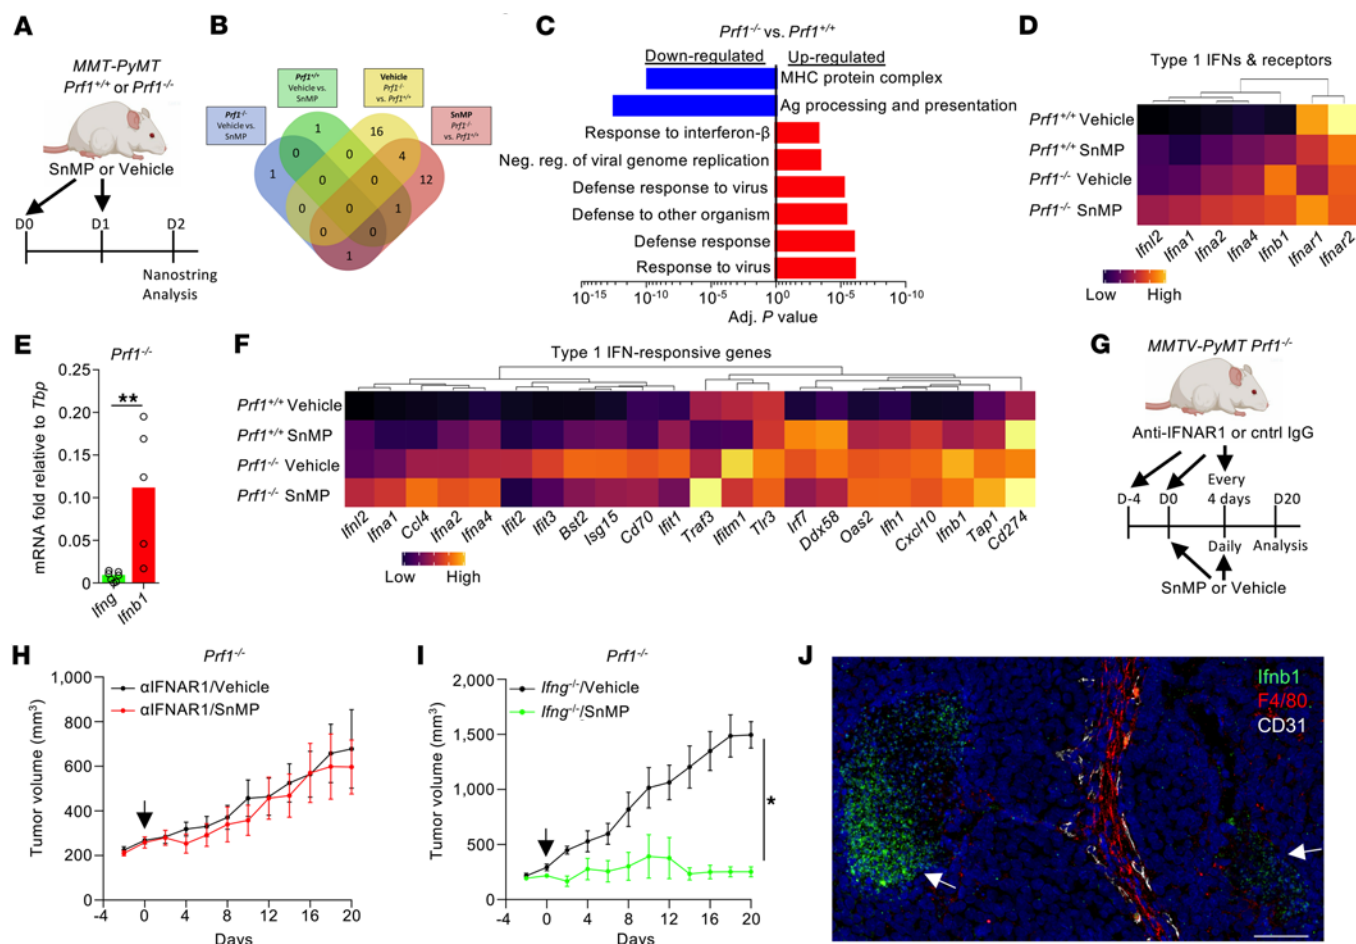 A
MMT-PyMT
Prf1+/+ or Prf1-/-
SnMP or Vehicle
D0
D1
D2
Nanostring
Analysis
B
Prf1-/-
Vehicle vs.
SnMP
Prf1+/+
Vehicle vs.
SnMP
Vehicle
Prf1-/-
vs. Prf1+/+
SnMP
Prf1-/-
vs. Prf1+/+
1
16
1
0
0
4
12
0
0
0
0
1
0
0
1
C
Prf1-/- vs. Prf1+/+
Down-regulated
Up-regulated
MHC protein complex
Ag processing and presentation
Response to interferon-β
Neg. reg. of viral genome replication
Defense response to virus
Defense to other organism
Defense response
Response to virus
10-15
10-10
10-5
100
10-5
10-10
Adj. P value
D
Type 1 IFNs & receptors
Prf1+/+ Vehicle
Prf1+/+ SnMP
Prf1-/- Vehicle
Prf1-/- SnMP
Ifnl2
Ifna1
Ifna2
Ifna4
Ifnb1
Ifnar1
Ifnar2
Low
High
E
Prf1-/-
mRNA fold relative to Tbp
0.25
0.20
0.15
0.10
0.05
0
**
Ifng
Ifnb1
F
Type 1 IFN-responsive genes
Prf1+/+ Vehicle
Prf1+/+ SnMP
Prf1-/- Vehicle
Prf1-/- SnMP
Ifnl2
Ifna1
Ccl4
Ifna2
Ifna4
Ifit2
Ifit3
Bst2
Isg15
Cd70
Ifit1
Traf3
Ifitm1
Tlr3
Irf7
Ddx58
Oas2
Ifih1
Cxcl10
Ifnb1
Tap1
Cd274
Low
High
G
MMTV-PyMT Prf1-/-
Anti-IFNAR1 or cntrl IgG
Every
D-4
D0
4 days
D20
Daily
Analysis
SnMP or Vehicle
H
Prf1-/-
αIFNAR1/Vehicle
αIFNAR1/SnMP
Tumor volume (mm3)
1,000
800
600
400
200
0
-4
0
4
8
12
16
20
Days
I
Prf1-/-
Ifng-/-/Vehicle
Ifng-/-/SnMP
Tumor volume (mm3)
2,000
1,500
1,000
500
0
*
-4
0
4
8
12
16
20
Days
J
Ifnb1
F4/80
CD31